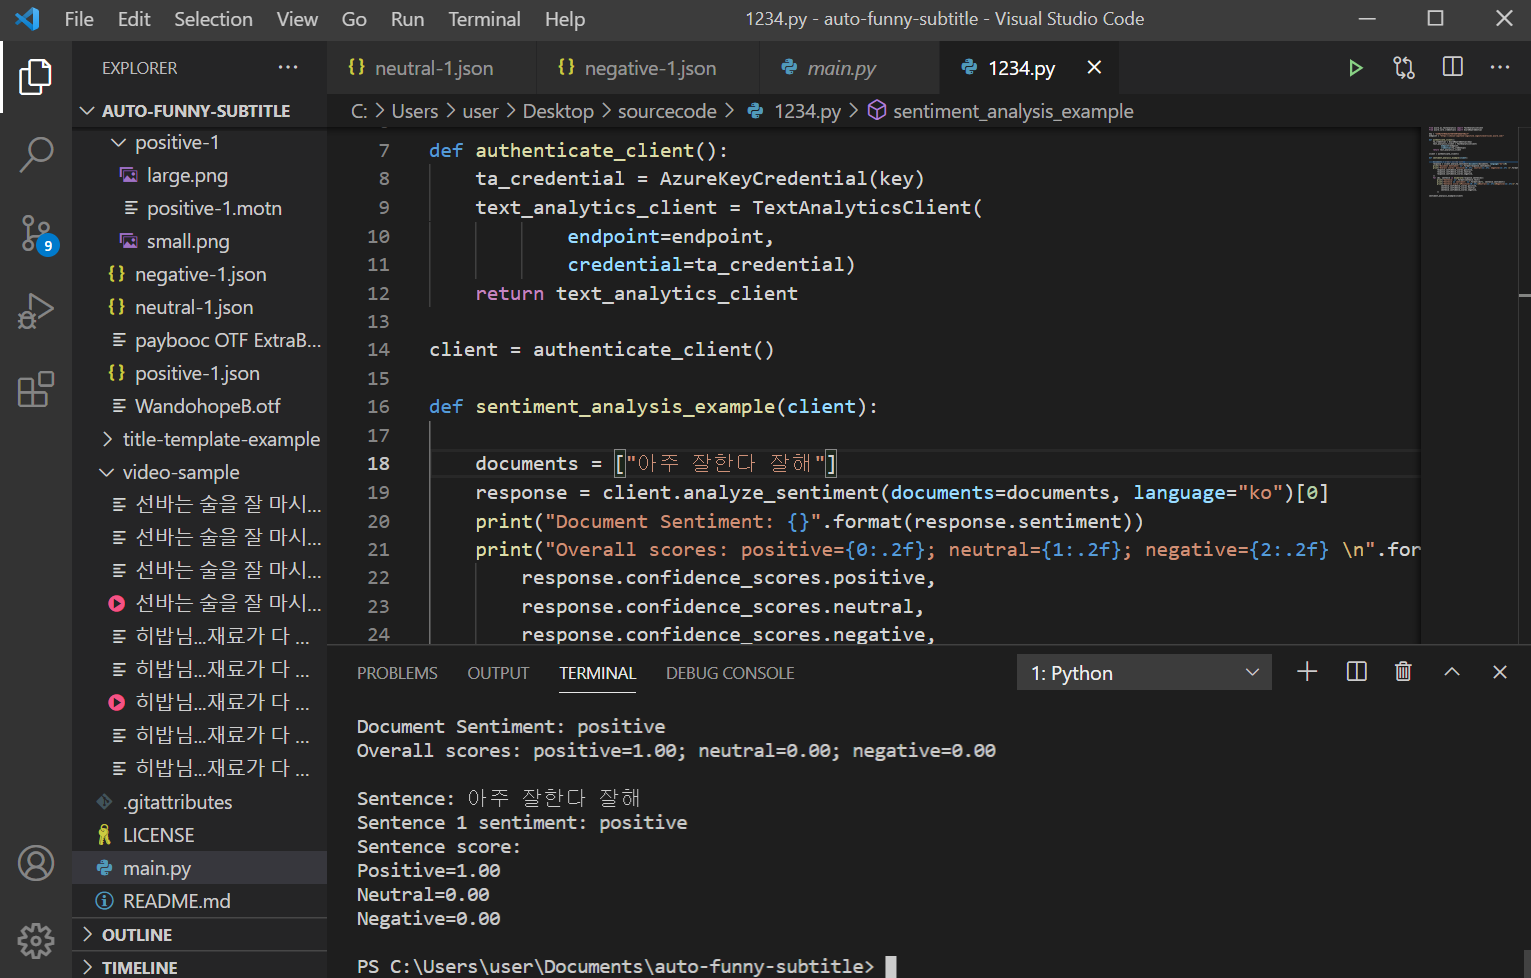 File Edit Selection View Go Run Terminal Help 1234.py - auto-funny-subtitle - Visual Studio Code
EXPLORER
AUTO-FUNNY-SUBTITLE
positive-1
large.png
positive-1.motn
small.png
negative-1.json
neutral-1.json
paybooc OTF ExtraB...
positive-1.json
WandohopeB.otf
title-template-example
video-sample
선바는 술을 잘 마시...
선바는 술을 잘 마시...
선바는 술을 잘 마시...
선바는 술을 잘 마시...
히밥님...재료가 다 ...
히밥님...재료가 다 ...
히밥님...재료가 다 ...
히밥님...재료가 다 ...
히밥님...재료가 다 ...
.gitattributes
LICENSE
main.py
README.md
OUTLINE
TIMELINE
9
neutral-1.json negative-1.json main.py 1234.py
C: > Users > user > Desktop > sourcecode > 1234.py > sentiment_analysis_example
7 def authenticate_client():
8 ta_credential = AzureKeyCredential(key)
9 text_analytics_client = TextAnalyticsClient(
10 endpoint=endpoint,
11 credential=ta_credential)
12 return text_analytics_client
13
14 client = authenticate_client()
15
16 def sentiment_analysis_example(client):
17
18 documents = ["아주 잘한다 잘해"]
19 response = client.analyze_sentiment(documents=documents, language="ko")[0]
20 print("Document Sentiment: {}".format(response.sentiment))
21 print("Overall scores: positive={0:.2f}; neutral={1:.2f}; negative={2:.2f} \n".for
22 response.confidence_scores.positive,
23 response.confidence_scores.neutral,
24 response.confidence_scores.negative,
PROBLEMS OUTPUT TERMINAL DEBUG CONSOLE 1: Python
Document Sentiment: positive
Overall scores: positive=1.00; neutral=0.00; negative=0.00
Sentence: 아주 잘한다 잘해
Sentence 1 sentiment: positive
Sentence score:
Positive=1.00
Neutral=0.00
Negative=0.00
PS C:\Users\user\Documents\auto-funny-subtitle>